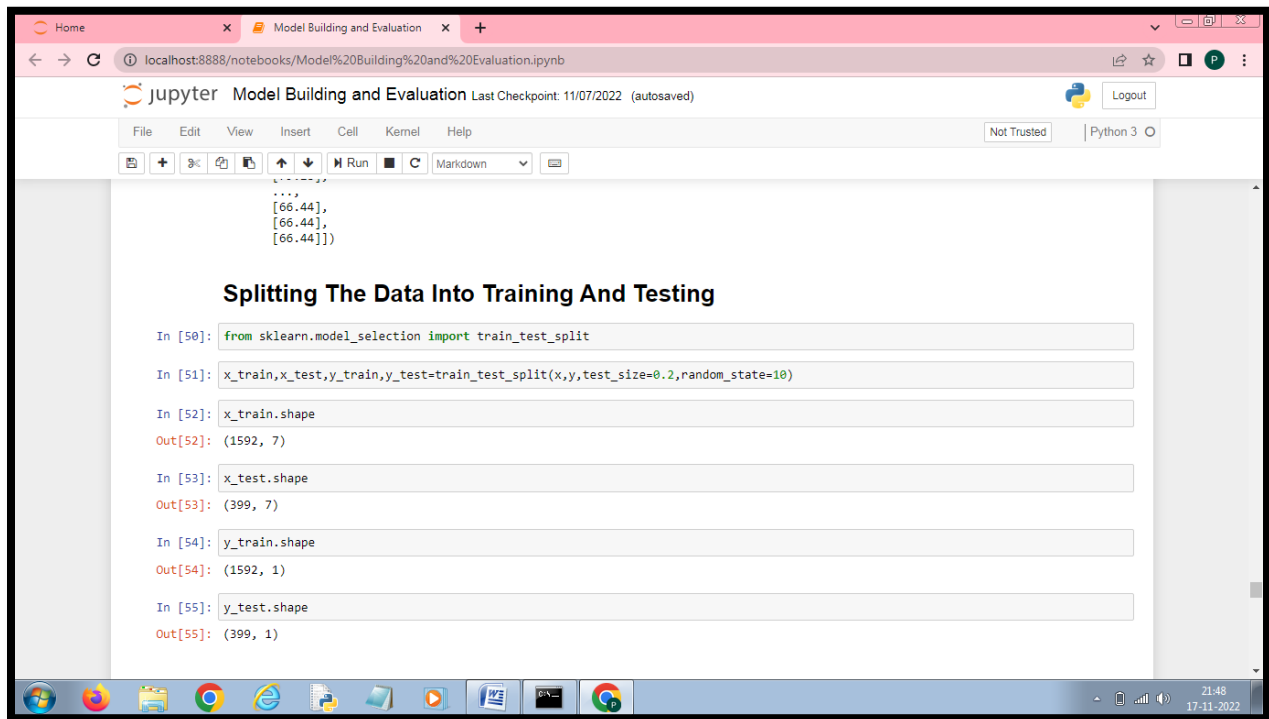 Home
Model Building and Evaluation
localhost:8888/notebooks/Model%20Building%20and%20Evaluation.ipynb
P
jupyter Model Building and Evaluation Last Checkpoint: 11/07/2022 (autosaved)
Logout
File Edit View Insert Cell Kernel Help
Not Trusted
Python 3
Run
Markdown
...,
[66.44],
[66.44],
[66.44]])
Splitting The Data Into Training And Testing
In [50]: from sklearn.model_selection import train_test_split
In [51]: x_train,x_test,y_train,y_test=train_test_split(x,y,test_size=0.2,random_state=10)
In [52]: x_train.shape
Out[52]: (1592, 7)
In [53]: x_test.shape
Out[53]: (399, 7)
In [54]: y_train.shape
Out[54]: (1592, 1)
In [55]: y_test.shape
Out[55]: (399, 1)
21:48
17-11-2022